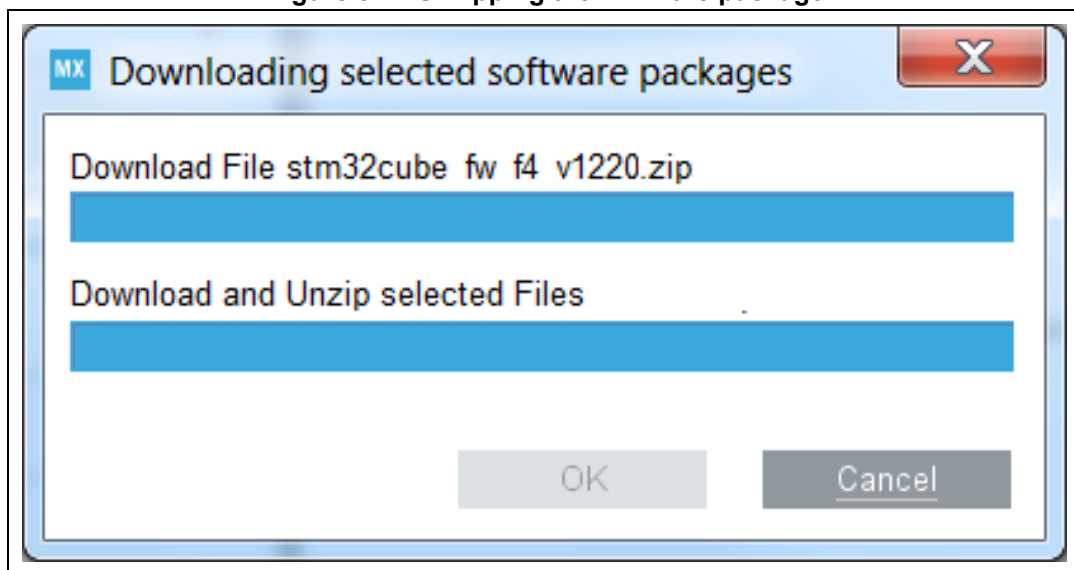 MX Downloading selected software packages
Download File stm32cube fw f4 v1220.zip
Download and Unzip selected Files
OK Cancel